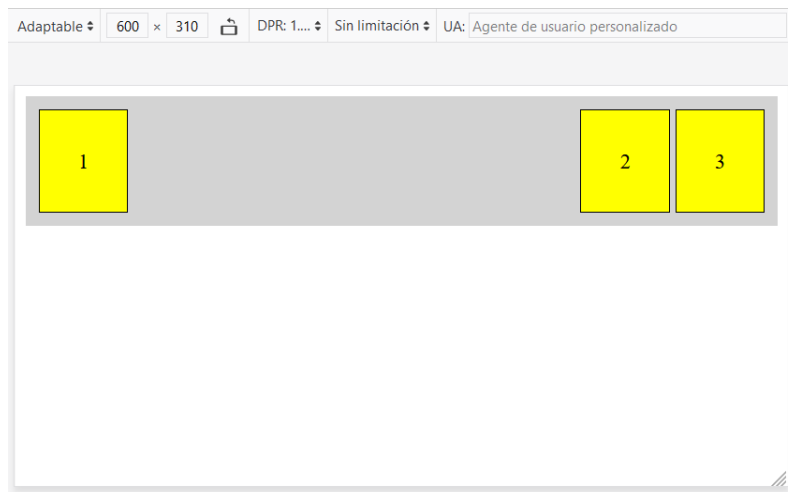 Adaptable 600 × 310 DPR: 1.... Sin limitación UA: Agente de usuario personalizado
1 2 3